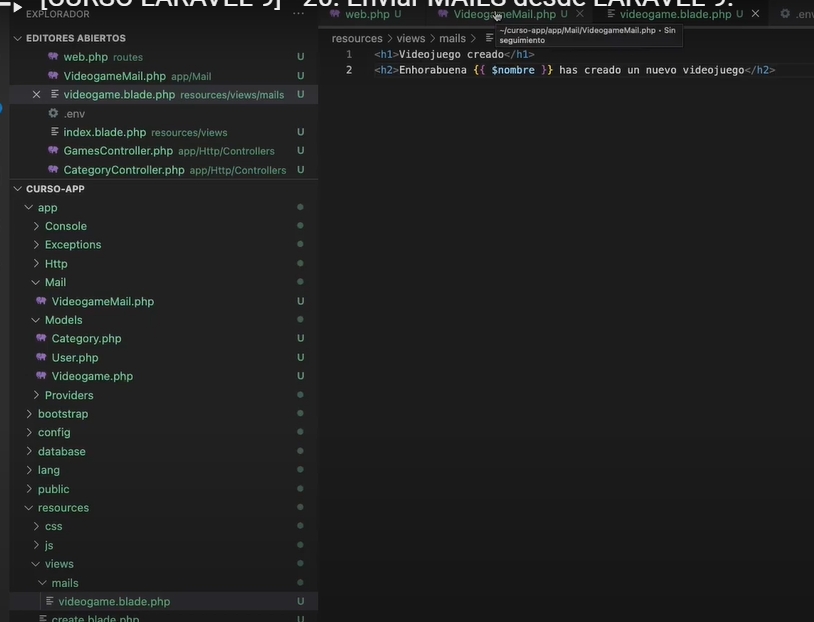 [CURSO LARAVEL 9] - 20. Enviar MAILS desde LARAVEL 9.
EXPLORADOR
EDITORES ABIERTOS
web.php routes U
VideogameMail.php app/Mail U
videogame.blade.php resources/views/mails U
.env
index.blade.php resources/views U
GamesController.php app/Http/Controllers U
CategoryController.php app/Http/Controllers U
CURSO-APP
app
Console
Exceptions
Http
Mail
VideogameMail.php U
Models
Category.php U
User.php U
Videogame.php U
Providers
bootstrap
config
database
lang
public
resources
css
js
views
mails
videogame.blade.php U
create.blade.php U
web.php U
VideogameMail.php U
videogame.blade.php U
.env
~/curso-app/app/Mail/VideogameMail.php • Sin
seguimiento
resources > views > mails >
1 <h1>Videojuego creado</h1>
2 <h2>Enhorabuena {{ $nombre }} has creado un nuevo videojuego</h2>